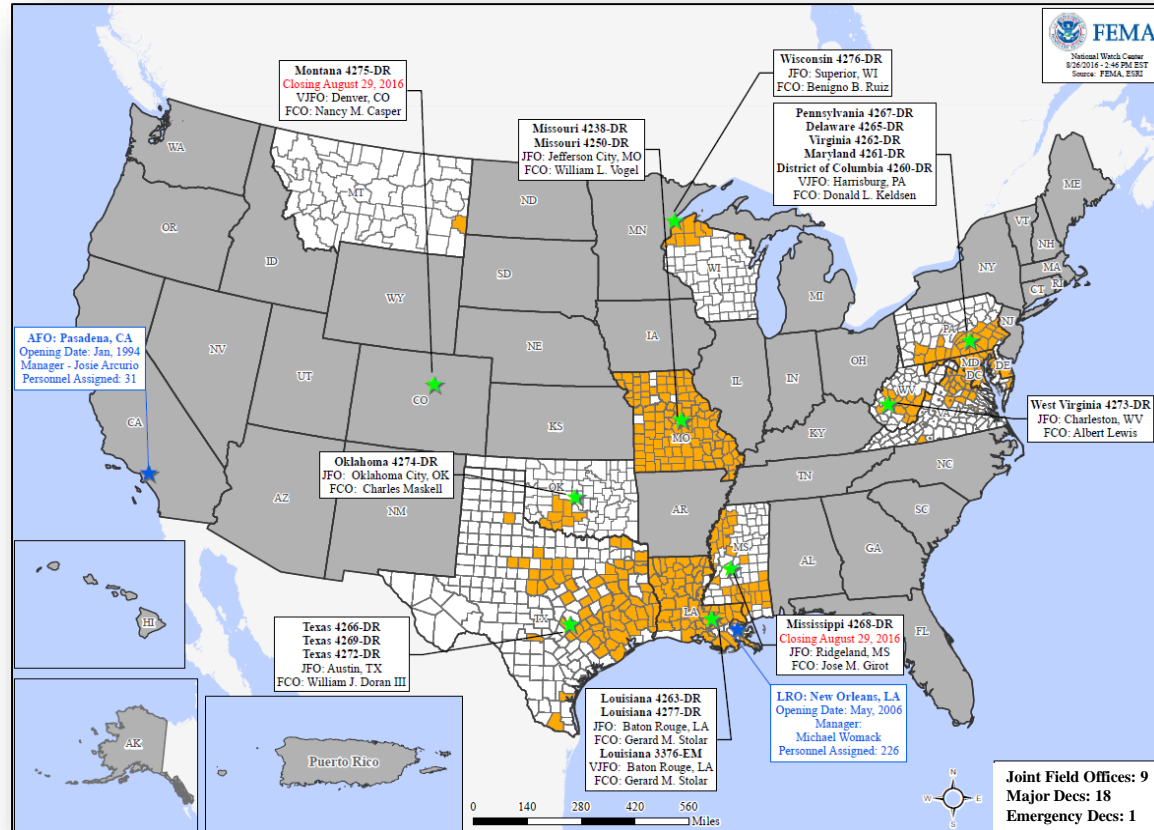 FEMA
National Watch Center
8/26/2016 - 2:46 PM EST
Source: FEMA, ESRI
Montana 4275-DR
Closing August 29, 2016
VJFO: Denver, CO
FCO: Nancy M. Casper
Wisconsin 4276-DR
JFO: Superior, WI
FCO: Benigno B. Ruiz
Missouri 4238-DR
Missouri 4250-DR
JFO: Jefferson City, MO
FCO: William L. Vogel
Pennsylvania 4267-DR
Delaware 4265-DR
Virginia 4262-DR
Maryland 4261-DR
District of Columbia 4260-DR
VJFO: Harrisburg, PA
FCO: Donald L. Keldsen
WA
MT
ND
MN
ME
OR
ID
SD
WI
MI
VT
NH
NY
MA
CT
RI
WY
IA
NE
PA
NJ
AFO: Pasadena, CA
Opening Date: Jan, 1994
Manager - Josie Arcurio
Personnel Assigned: 31
NV
UT
CO
KS
IL
IN
OH
MD
DE
DC
WV
VA
CA
MO
KY
West Virginia 4273-DR
JFO: Charleston, WV
FCO: Albert Lewis
Oklahoma 4274-DR
JFO: Oklahoma City, OK
FCO: Charles Maskell
AZ
NM
OK
AR
TN
NC
SC
MS
AL
GA
TX
LA
FL
HI
Texas 4266-DR
Texas 4269-DR
Texas 4272-DR
JFO: Austin, TX
FCO: William J. Doran III
Mississippi 4268-DR
Closing August 29, 2016
JFO: Ridgeland, MS
FCO: Jose M. Girot
Louisiana 4263-DR
Louisiana 4277-DR
JFO: Baton Rouge, LA
FCO: Gerard M. Stolar
Louisiana 3376-EM
VJFO: Baton Rouge, LA
FCO: Gerard M. Stolar
LRO: New Orleans, LA
Opening Date: May, 2006
Manager:
Michael Womack
Personnel Assigned: 226
AK
Puerto Rico
0 140 280 420 560
Miles
N
W E
S
Joint Field Offices: 9
Major Decs: 18
Emergency Decs: 1